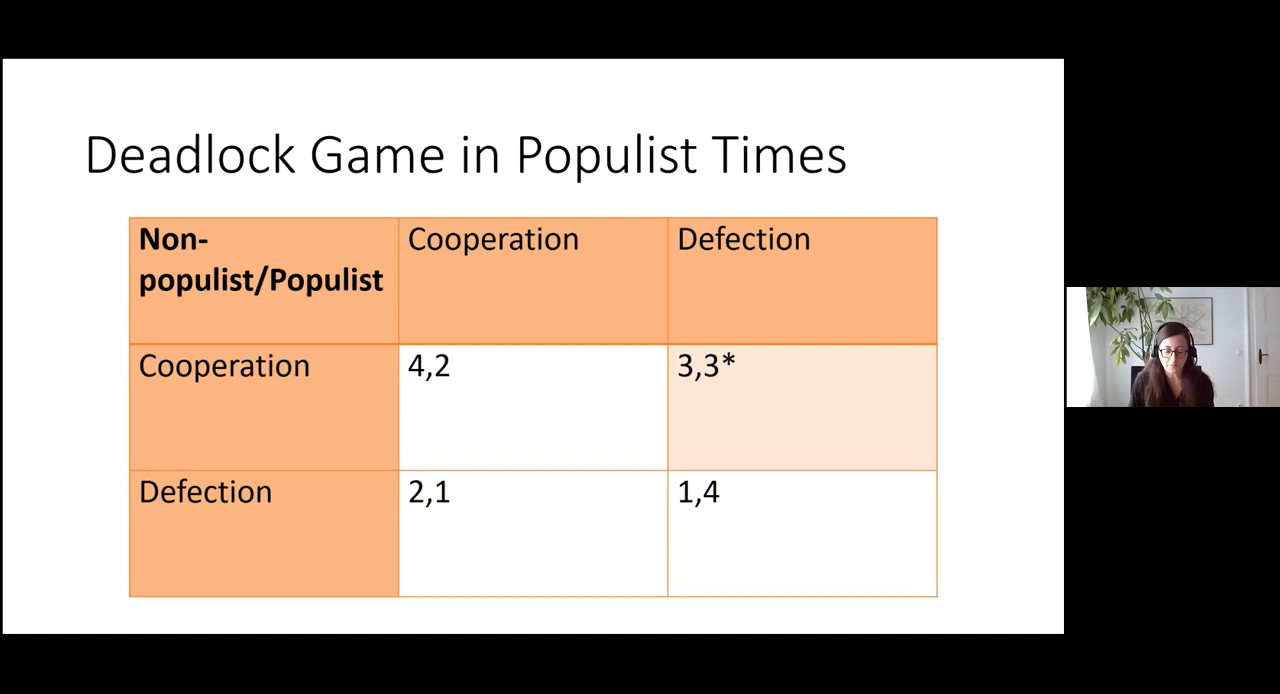 Deadlock Game in Populist Times
Non-
populist/Populist
Cooperation
Defection
Cooperation
4,2
3,3*
Defection
2,1
1,4